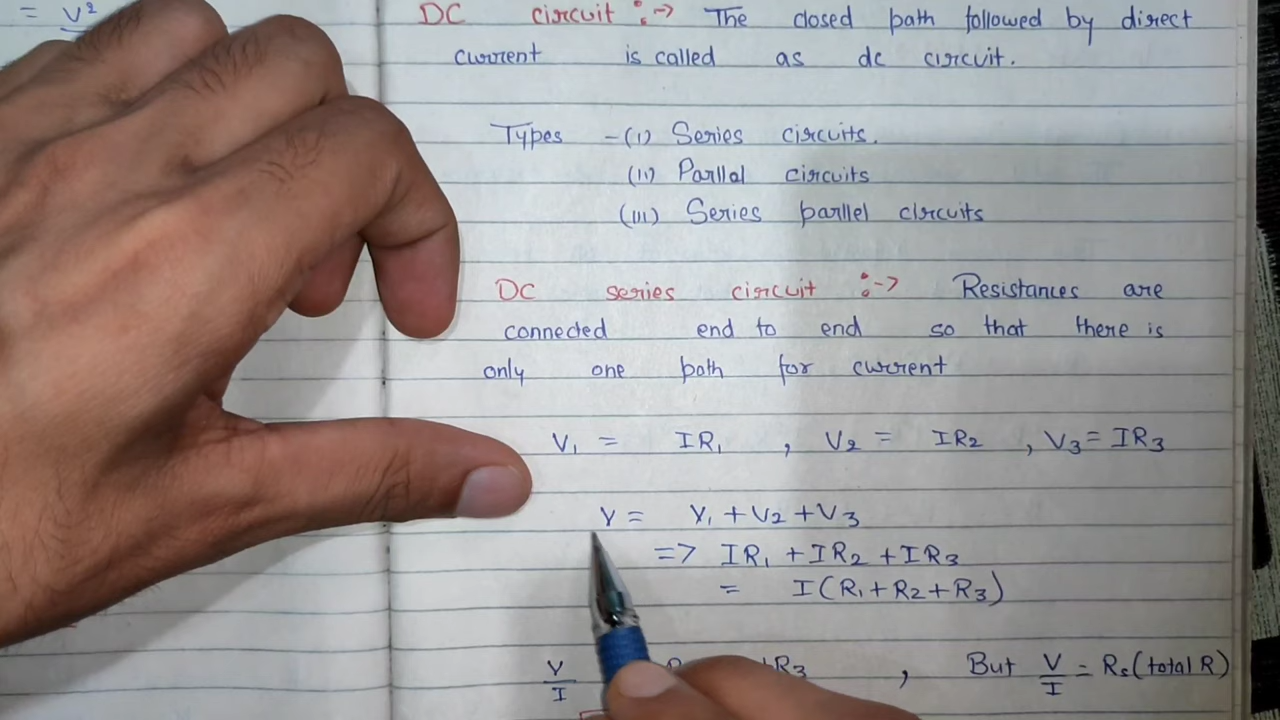 = V²
DC circuit :-> The closed path followed by direct
current is called as dc circuit.
Types -(i) Series circuits.
(ii) Parllal circuits
(iii) Series parllel circuits
DC series circuit :-> Resistances are
connected end to end so that there is
only one path for current
V₁ = IR₁ , V₂ = IR₂ , V₃ = IR₃
V = V₁ + V₂ + V₃
=> IR₁ + IR₂ + IR₃
= I(R₁ + R₂ + R₃)
V/I +R₃ , But V/I = Rs (total R)